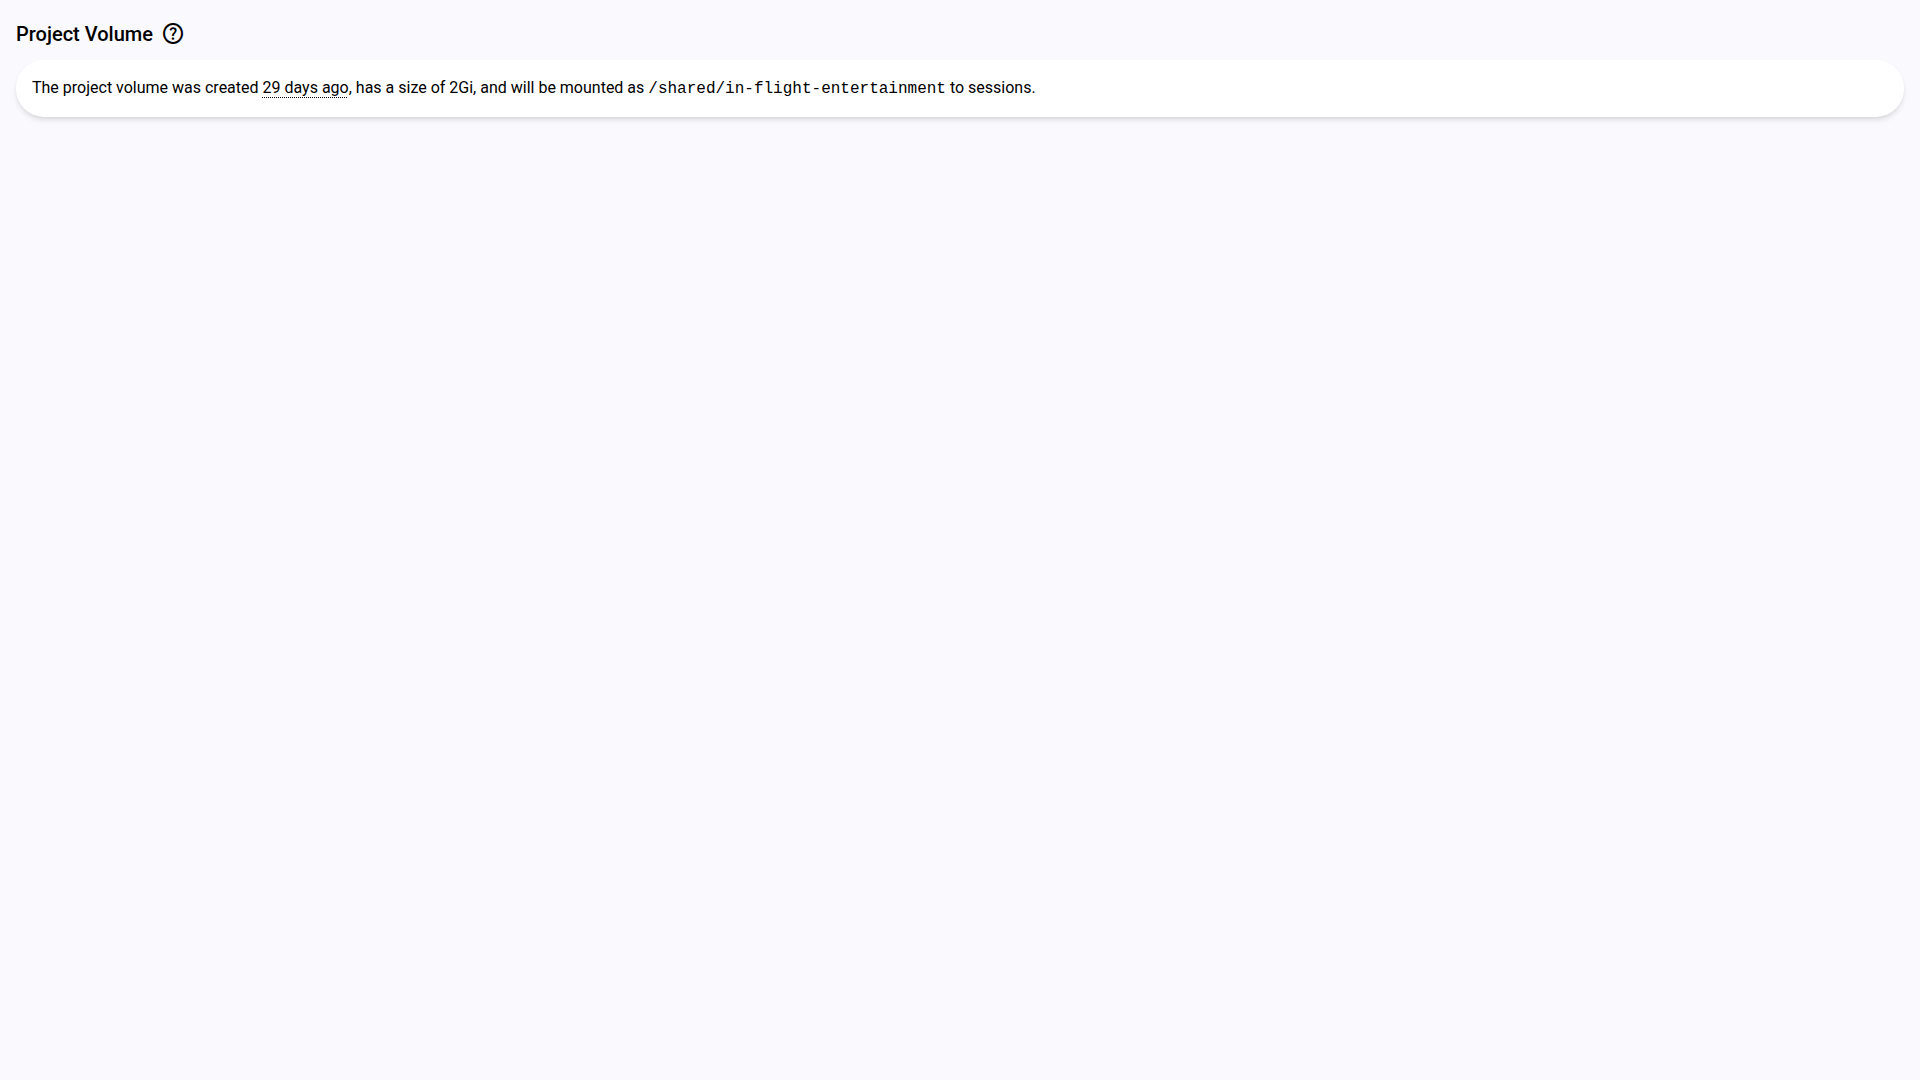 Project Volume
The project volume was created 29 days ago, has a size of 2Gi, and will be mounted as /shared/in-flight-entertainment to sessions.